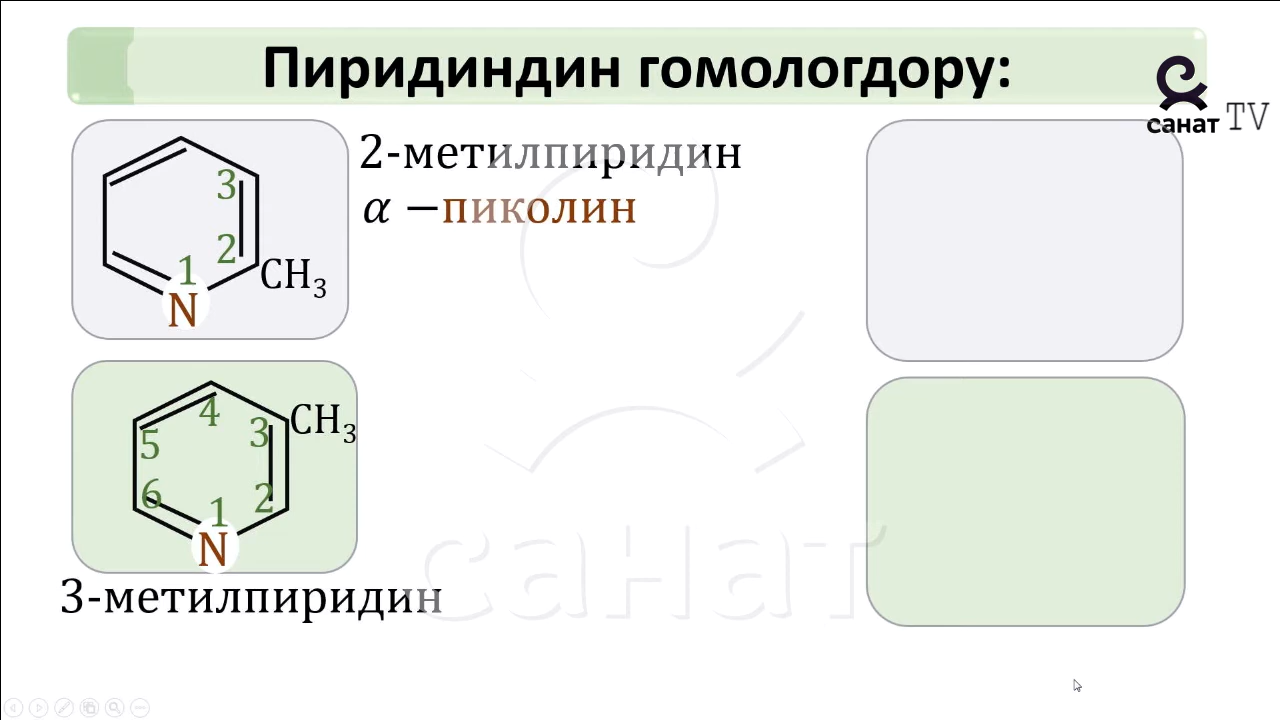 Пиридиндин гомологдору:
санат TV
2-метилпиридин
α −пиколин
3
2
1
N
CH₃
4
CH₃
5
3
6
1
2
N
3-метилпиридин
санат